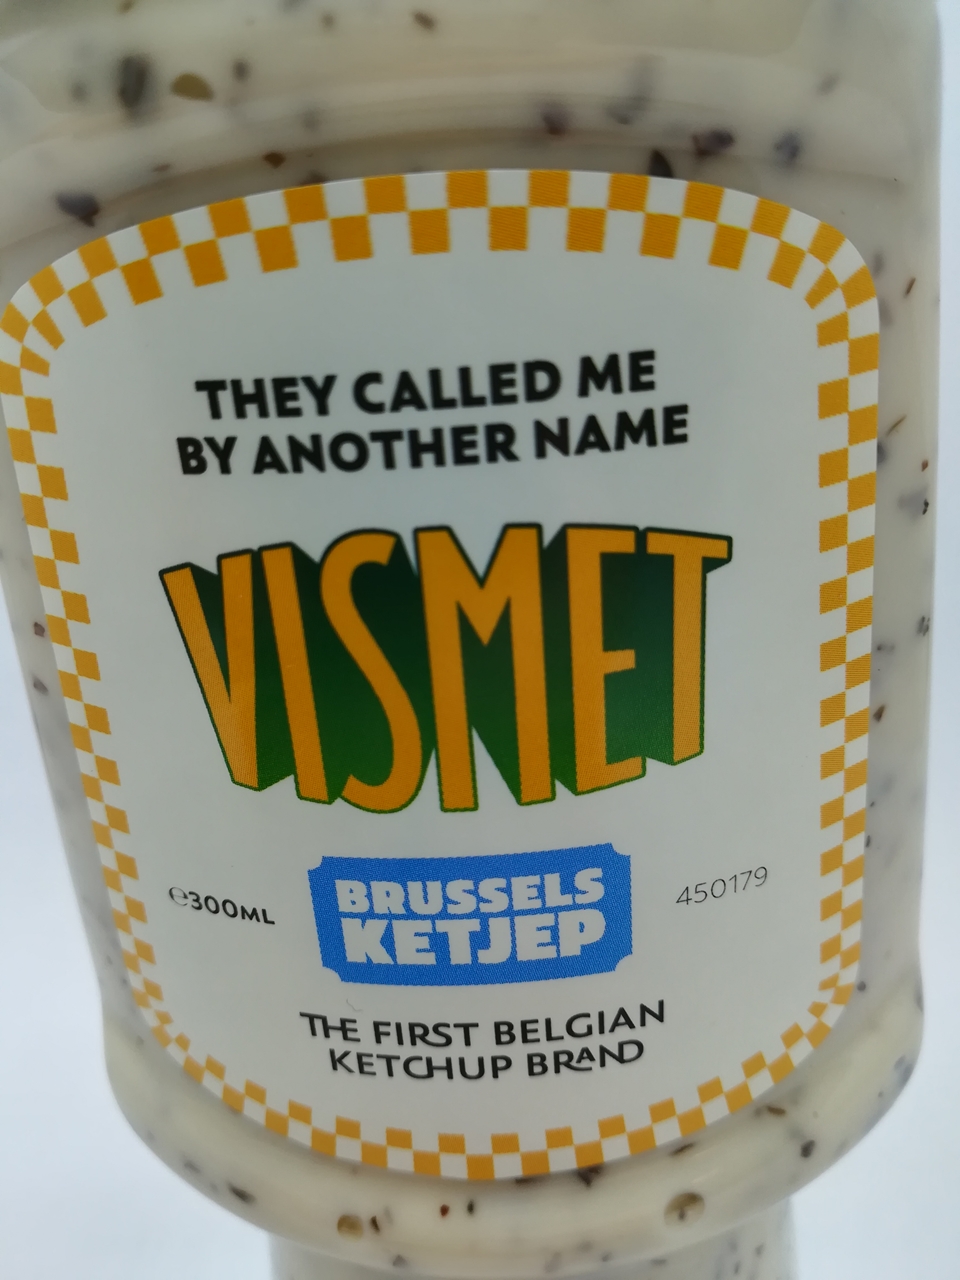 THEY CALLED ME
BY ANOTHER NAME
VISMET
℮300ML
BRUSSELS
KETJEP
450179
THE FIRST BELGIAN
KETCHUP BRAND